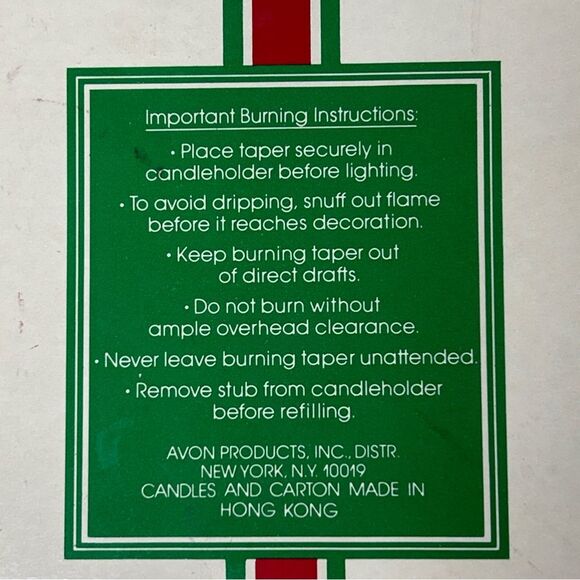 Important Burning Instructions:
• Place taper securely in
candleholder before lighting.
• To avoid dripping, snuff out flame
before it reaches decoration.
• Keep burning taper out
of direct drafts.
• Do not burn without
ample overhead clearance.
• Never leave burning taper unattended.
• Remove stub from candleholder
before refilling.
AVON PRODUCTS, INC., DISTR.
NEW YORK, N.Y. 10019
CANDLES AND CARTON MADE IN
HONG KONG